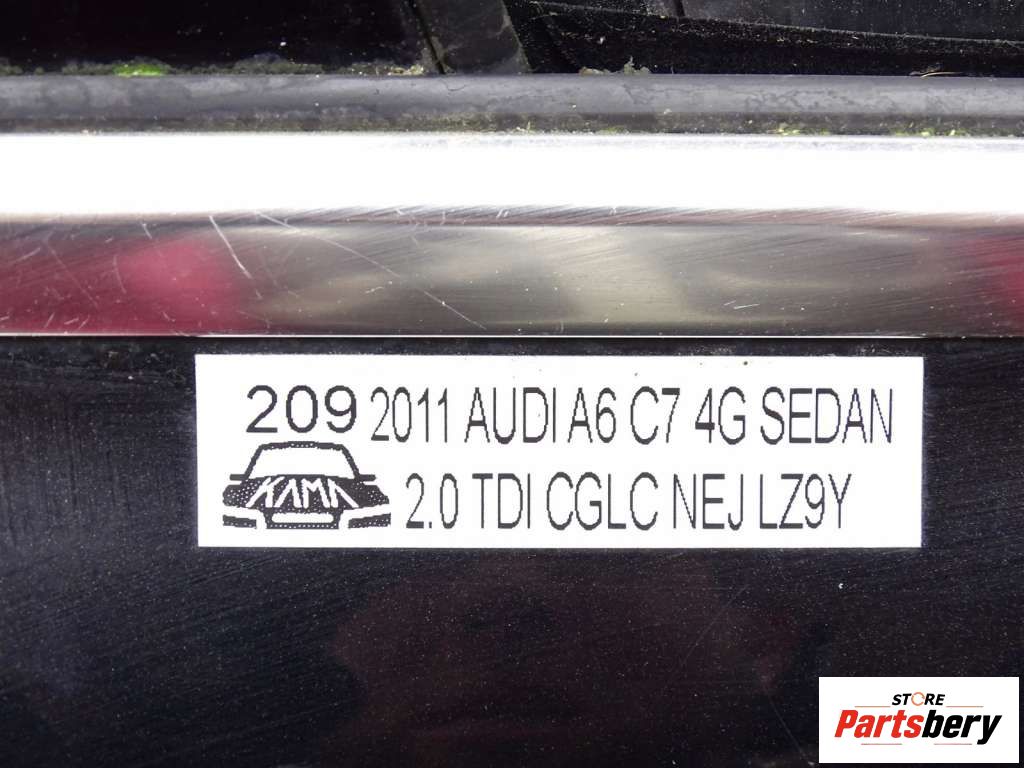 209 2011 AUDI A6 C7 4G SEDAN
KAMA 2.0 TDI CGLC NEJ LZ9Y
STORE
Partsbery